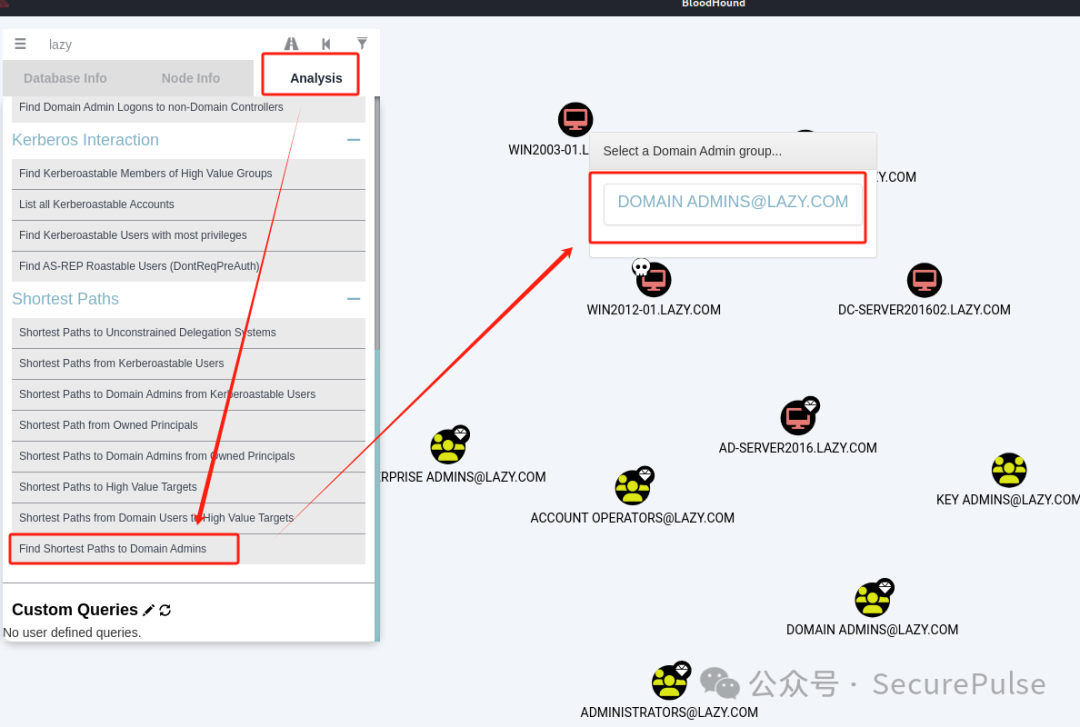 BloodHound
lazy
Database Info
Node Info
Analysis
Find Domain Admin Logons to non-Domain Controllers
Kerberos Interaction
Find Kerberoastable Members of High Value Groups
List all Kerberoastable Accounts
Find Kerberoastable Users with most privileges
Find AS-REP Roastable Users (DontReqPreAuth)
Shortest Paths
Shortest Paths to Unconstrained Delegation Systems
Shortest Paths from Kerberoastable Users
Shortest Paths to Domain Admins from Kerberoastable Users
Shortest Path from Owned Principals
Shortest Paths to Domain Admins from Owned Principals
Shortest Paths to High Value Targets
Shortest Paths from Domain Users to High Value Targets
Find Shortest Paths to Domain Admins
Custom Queries
No user defined queries.
WIN2003-01.L
Select a Domain Admin group...
ZY.COM
DOMAIN ADMINS@LAZY.COM
WIN2012-01.LAZY.COM
DC-SERVER201602.LAZY.COM
AD-SERVER2016.LAZY.COM
RPRISE ADMINS@LAZY.COM
KEY ADMINS@LAZY.COM
ACCOUNT OPERATORS@LAZY.COM
DOMAIN ADMINS@LAZY.COM
公众号 · SecurePulse
ADMINISTRATORS@LAZY.COM